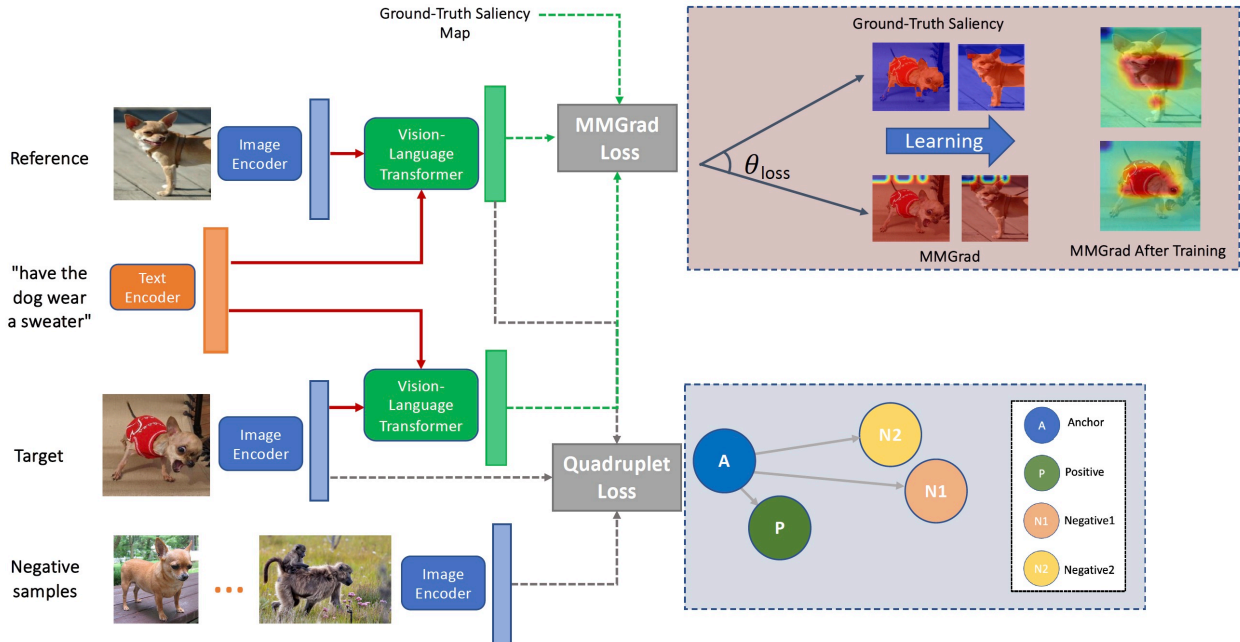 Ground-Truth Saliency
Map
Reference
Image
Encoder
Vision-
Language
Transformer
MMGrad
Loss
"have the
dog wear
a sweater"
Text
Encoder
Target
Image
Encoder
Vision-
Language
Transformer
Quadruplet
Loss
Negative
samples
...
Image
Encoder
Ground-Truth Saliency
θloss
Learning
MMGrad
MMGrad After Training
A
N2
N1
P
A Anchor
P Positive
N1 Negative1
N2 Negative2